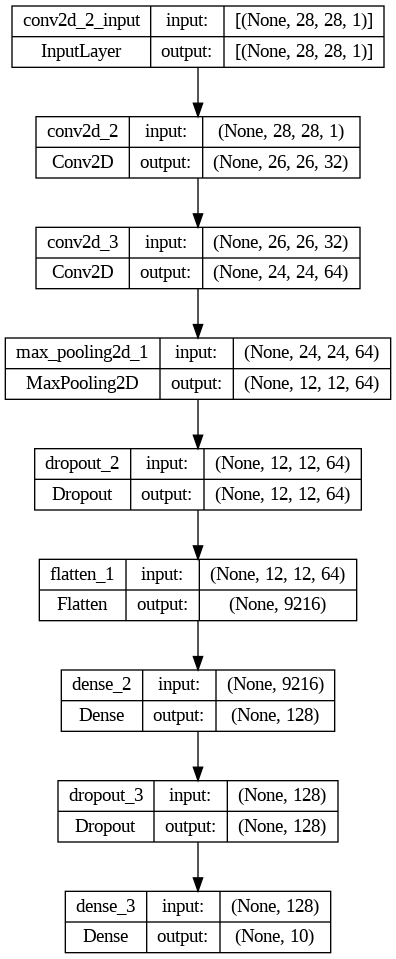 conv2d_2_input input: [(None, 28, 28, 1)]
InputLayer output: [(None, 28, 28, 1)]
conv2d_2 input: (None, 28, 28, 1)
Conv2D output: (None, 26, 26, 32)
conv2d_3 input: (None, 26, 26, 32)
Conv2D output: (None, 24, 24, 64)
max_pooling2d_1 input: (None, 24, 24, 64)
MaxPooling2D output: (None, 12, 12, 64)
dropout_2 input: (None, 12, 12, 64)
Dropout output: (None, 12, 12, 64)
flatten_1 input: (None, 12, 12, 64)
Flatten output: (None, 9216)
dense_2 input: (None, 9216)
Dense output: (None, 128)
dropout_3 input: (None, 128)
Dropout output: (None, 128)
dense_3 input: (None, 128)
Dense output: (None, 10)